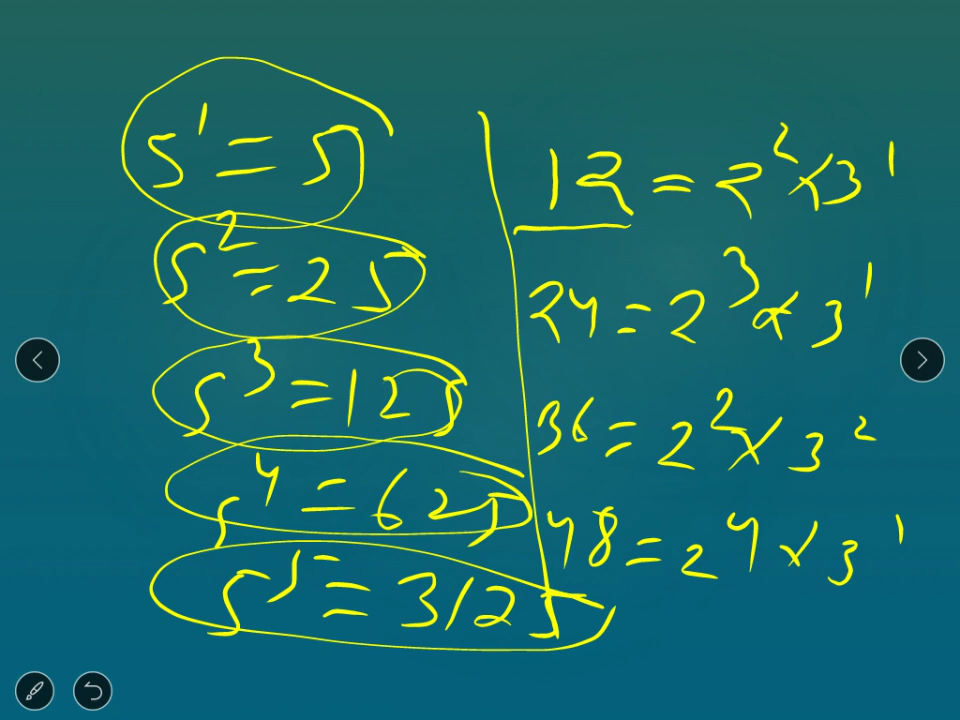 5¹ = 5
5² = 25
5³ = 125
5⁴ = 625
5⁵ = 3125
12 = 2² × 3¹
24 = 2³ × 3¹
36 = 2² × 3²
48 = 2⁴ × 3¹